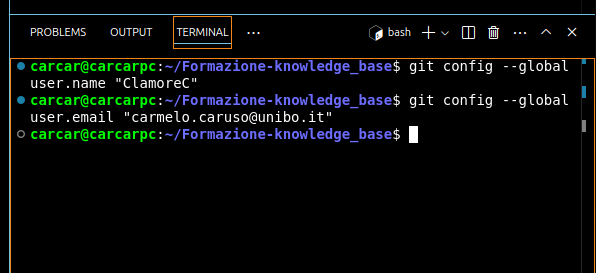 PROBLEMS OUTPUT TERMINAL ... bash
carcar@carcarpc:~/Formazione-knowledge_base$ git config --global
user.name "ClamoreC"
carcar@carcarpc:~/Formazione-knowledge_base$ git config --global
user.email "carmelo.caruso@unibo.it"
carcar@carcarpc:~/Formazione-knowledge_base$